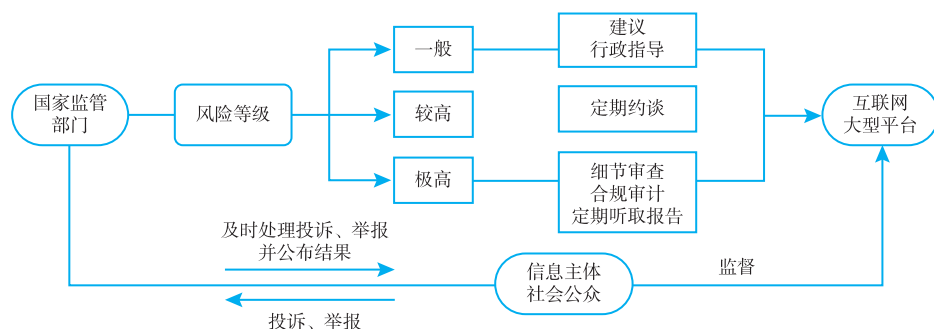 国家监管
部门
风险等级
一般
较高
极高
建议
行政指导
定期约谈
细节审查
合规审计
定期听取报告
互联网
大型平台
及时处理投诉、举报
并公布结果
投诉、举报
信息主体
社会公众
监督